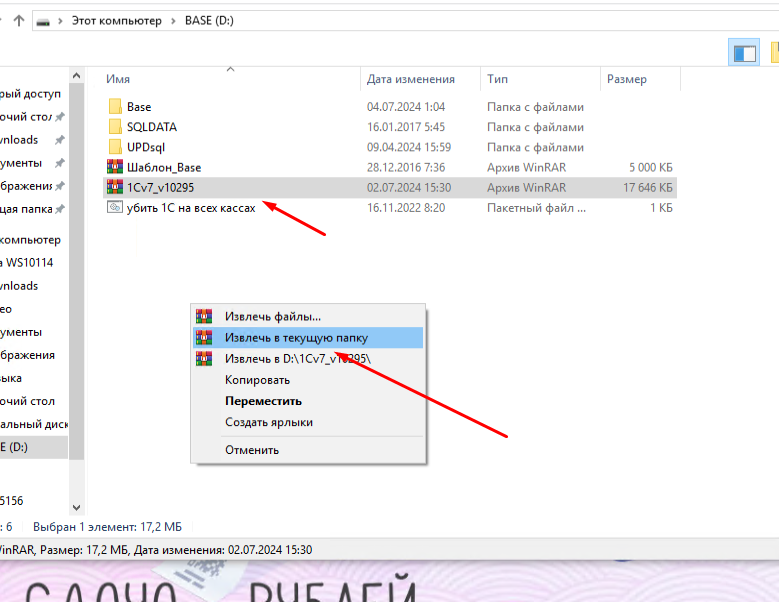 Этот компьютер > BASE (D:)
Имя Дата изменения Тип Размер
Base 04.07.2024 1:04 Папка с файлами
SQLDATA 16.01.2017 5:45 Папка с файлами
UPDsql 09.04.2024 15:59 Папка с файлами
Шаблон_Base 28.12.2016 7:36 Архив WinRAR 5 000 КБ
1Cv7_v10295 02.07.2024 15:30 Архив WinRAR 17 646 КБ
убить 1С на всех кассах 16.11.2022 8:20 Пакетный файл ... 1 КБ
рый доступ
очий стол
vnloads
ументы
бражения
щая папка
компьютер
а WS10114
vnloads
ео
ументы
бражения
ыка
очий стол
альный диск
E (D:)
5156
Извлечь файлы...
Извлечь в текущую папку
Извлечь в D:\1Cv7_v10295\
Копировать
Переместить
Создать ярлыки
Отменить
: 6 Выбран 1 элемент: 17,2 МБ
WinRAR, Размер: 17,2 МБ, Дата изменения: 02.07.2024 15:30
РУБЛЕЙ